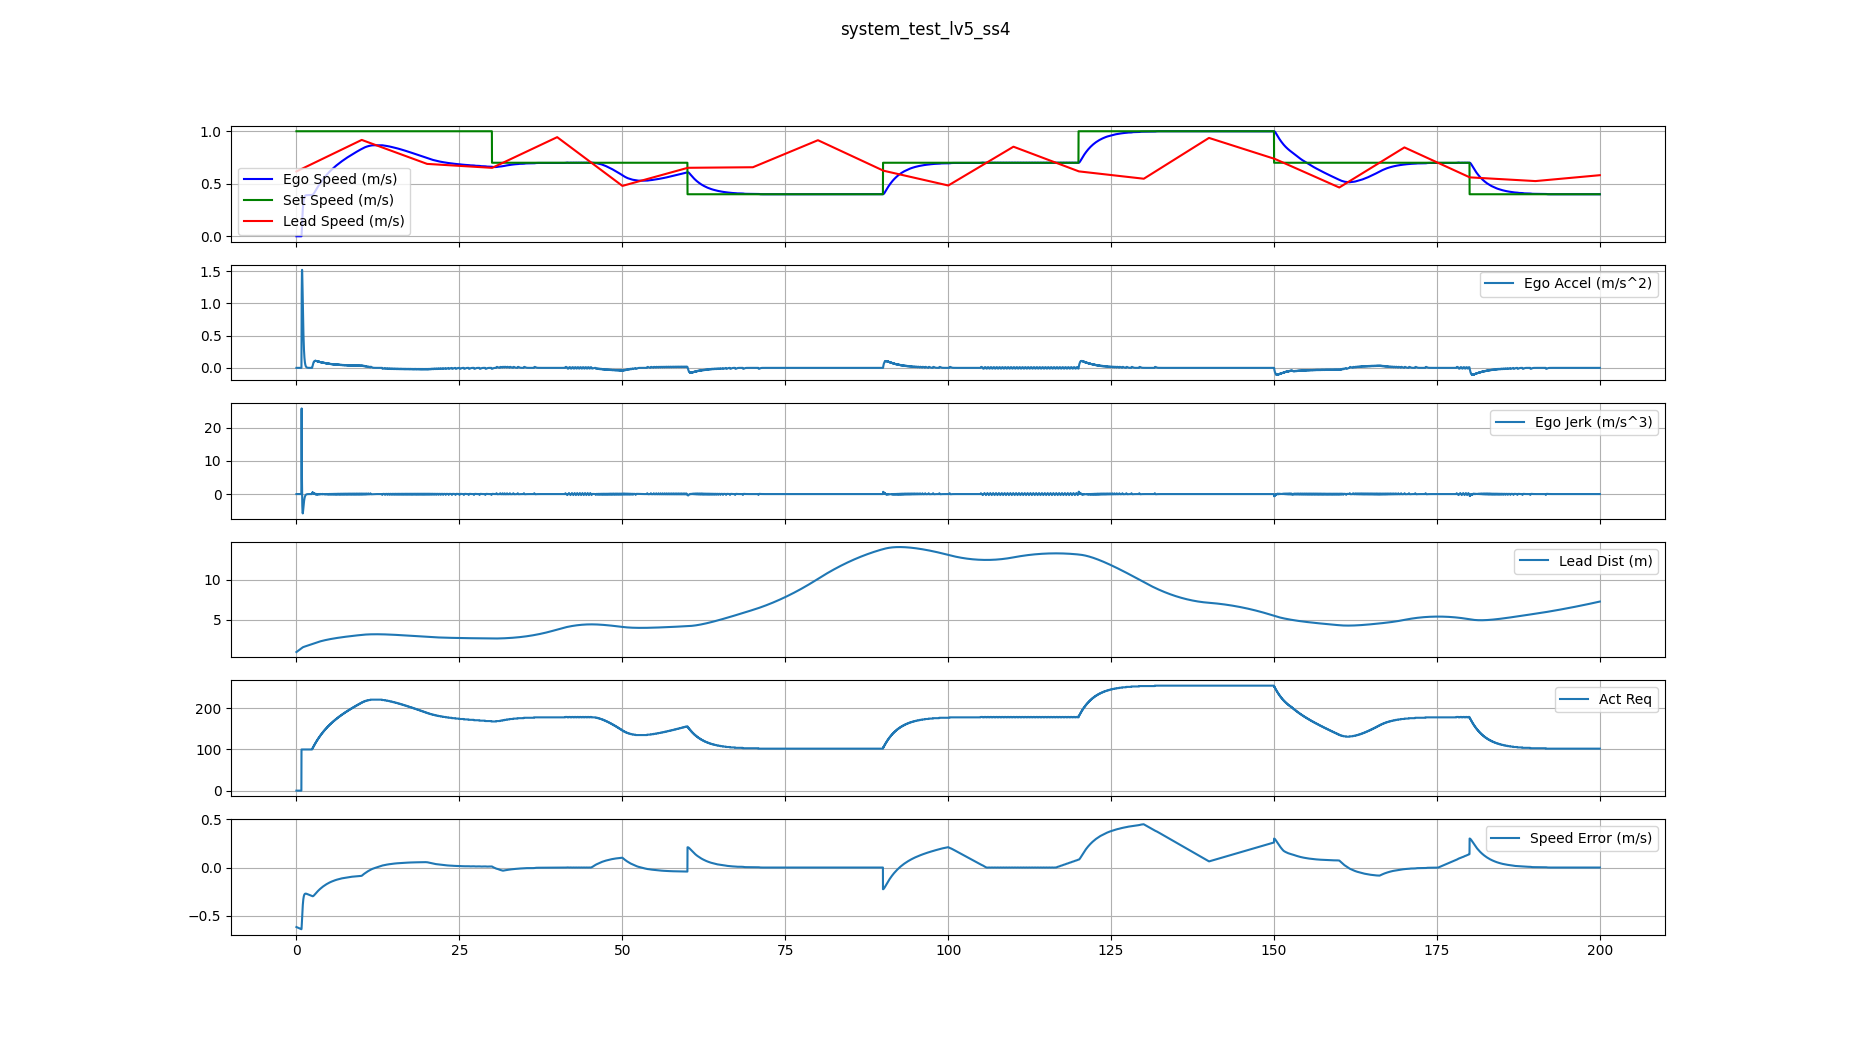 system_test_lv5_ss4
1.0
0.5
0.0
Ego Speed (m/s)
Set Speed (m/s)
Lead Speed (m/s)
1.5
1.0
0.5
0.0
Ego Accel (m/s^2)
20
10
0
Ego Jerk (m/s^3)
10
5
Lead Dist (m)
200
100
0
Act Req
0.5
0.0
−0.5
Speed Error (m/s)
0 25 50 75 100 125 150 175 200